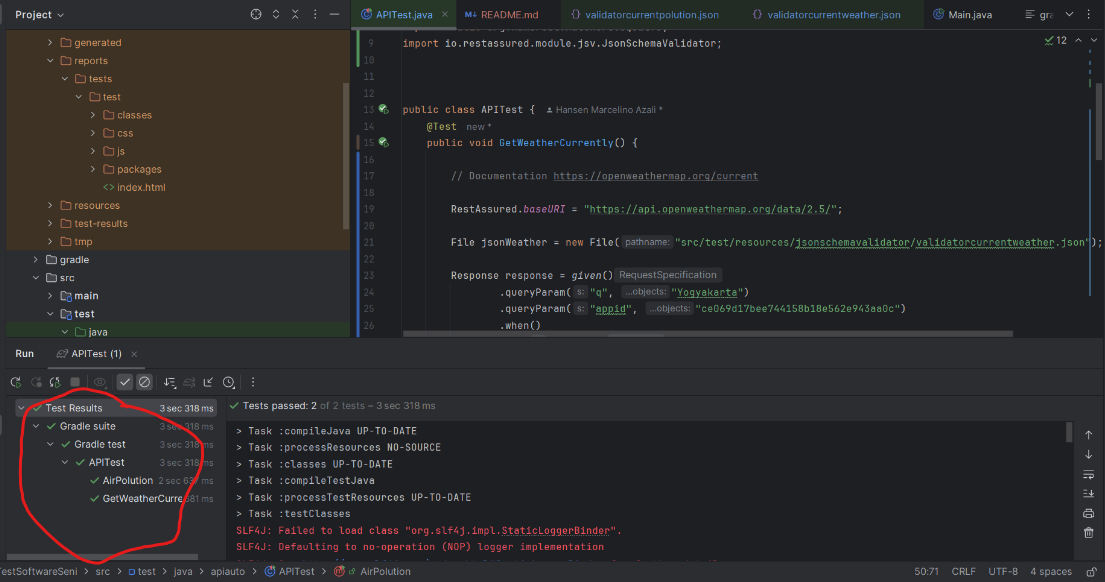 Project
APITest.java
README.md
validatorcurrentpolution.json
validatorcurrentweather.json
Main.java
generated
reports
tests
test
classes
css
js
packages
index.html
resources
test-results
tmp
gradle
src
main
test
java
12
9 import io.restassured.module.jsv.JsonSchemaValidator;
10
11
12
13 public class APITest { Hansen Marcelino Azali *
14 @Test new *
15 public void GetWeatherCurrently() {
16
17 // Documentation https://openweathermap.org/current
18
19 RestAssured.baseURI = "https://api.openweathermap.org/data/2.5/";
20
21 File jsonWeather = new File( pathname: "src/test/resources/jsonschemavalidator/validatorcurrentweather.json");
22
23 Response response = given() RequestSpecification
24 .queryParam( s: "q", ...objects: "Yogyakarta")
25 .queryParam( s: "appid", ...objects: "ce069d17bee744158b18e562e943aa0c")
26 .when()
Run
APITest (1)
Test Results 3 sec 318 ms
Gradle suite 3 sec 318 ms
Gradle test 3 sec 318 ms
APITest 3 sec 318 ms
AirPolution 2 sec 637 ms
GetWeatherCurre 681 ms
Tests passed: 2 of 2 tests – 3 sec 318 ms
> Task :compileJava UP-TO-DATE
> Task :processResources NO-SOURCE
> Task :classes UP-TO-DATE
> Task :compileTestJava
> Task :processTestResources UP-TO-DATE
> Task :testClasses
SLF4J: Failed to load class "org.slf4j.impl.StaticLoggerBinder".
SLF4J: Defaulting to no-operation (NOP) logger implementation
TestSoftwareSeni > src > test > java > apiauto > APITest > AirPolution
50:71 CRLF UTF-8 4 spaces